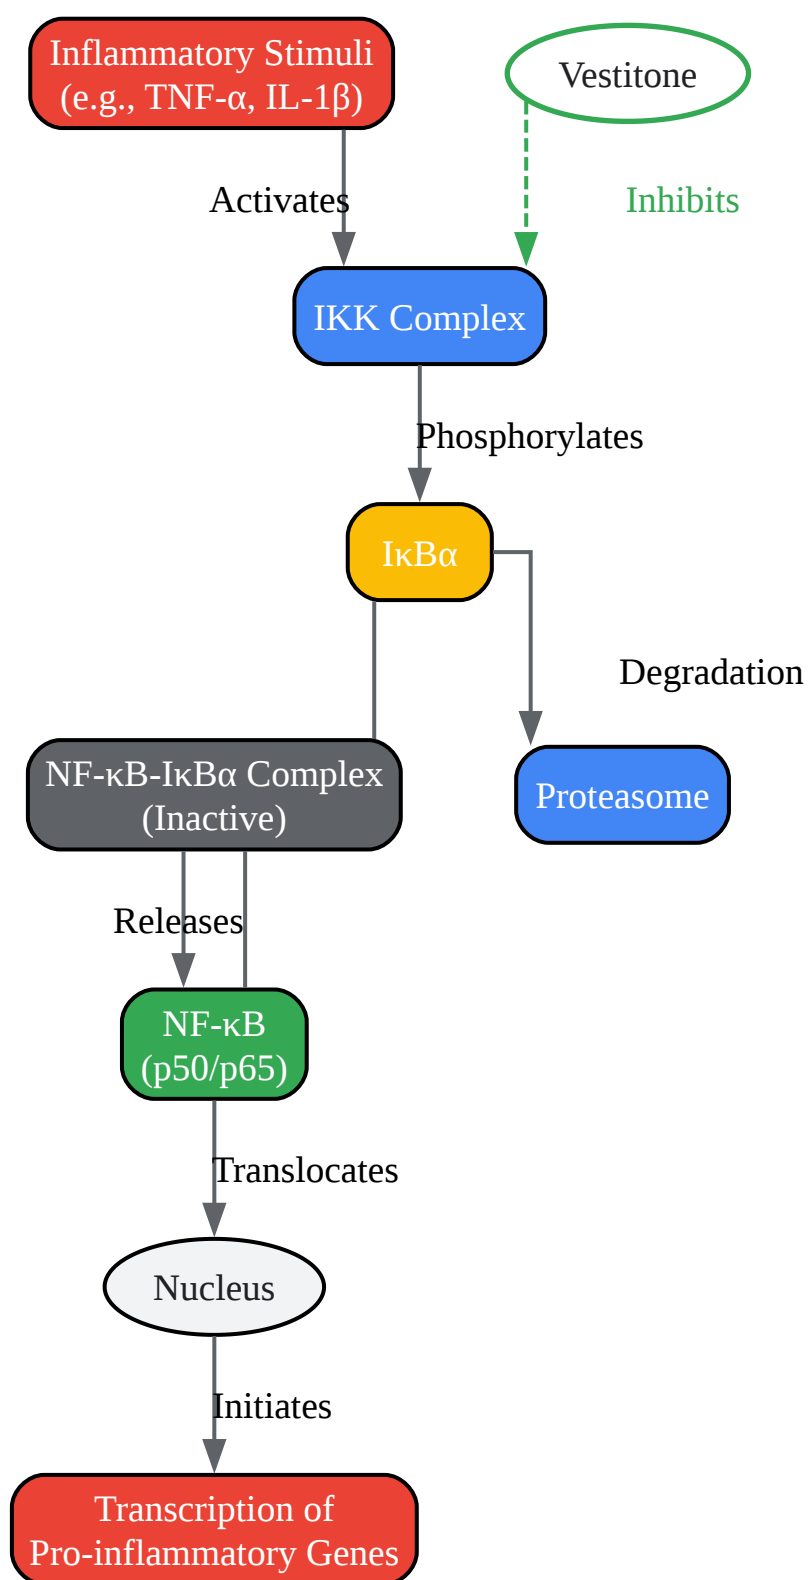 Inflammatory Stimuli
(e.g., TNF-α, IL-1β)
Vestitone
Activates
Inhibits
IKK Complex
Phosphorylates
IκBα
Degradation
NF-κB-IκBα Complex
(Inactive)
Proteasome
Releases
NF-κB
(p50/p65)
Translocates
Nucleus
Initiates
Transcription of
Pro-inflammatory Genes